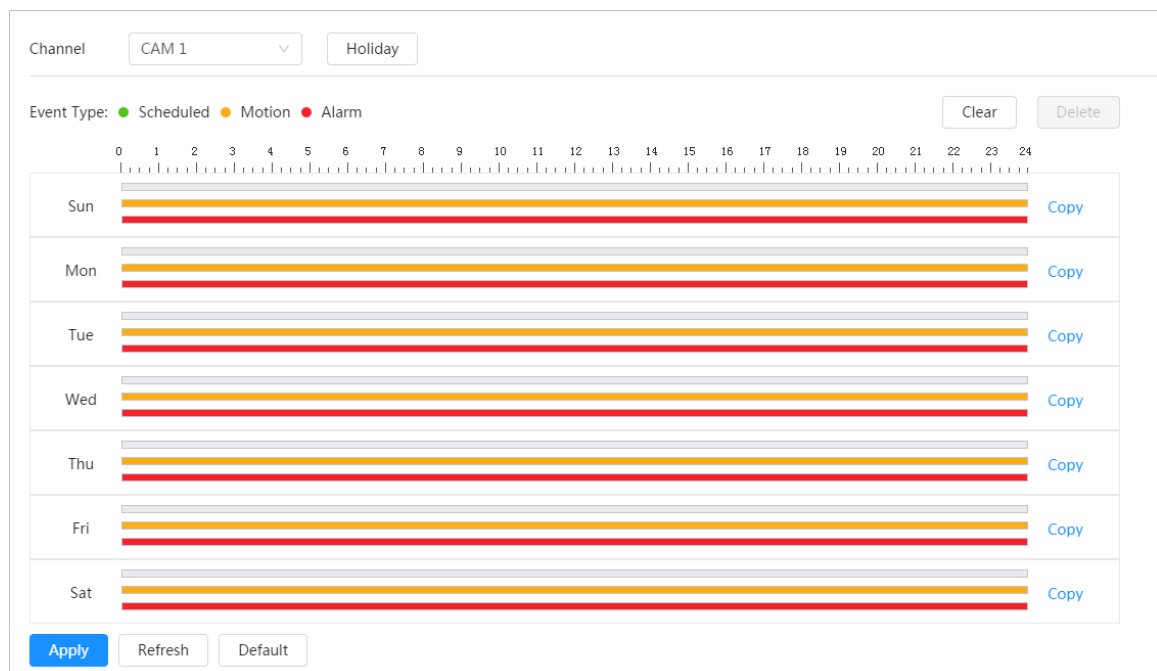 Channel CAM 1 Holiday
Event Type: Scheduled Motion Alarm Clear Delete
0 1 2 3 4 5 6 7 8 9 10 11 12 13 14 15 16 17 18 19 20 21 22 23 24
Sun Copy
Mon Copy
Tue Copy
Wed Copy
Thu Copy
Fri Copy
Sat Copy
Apply Refresh Default